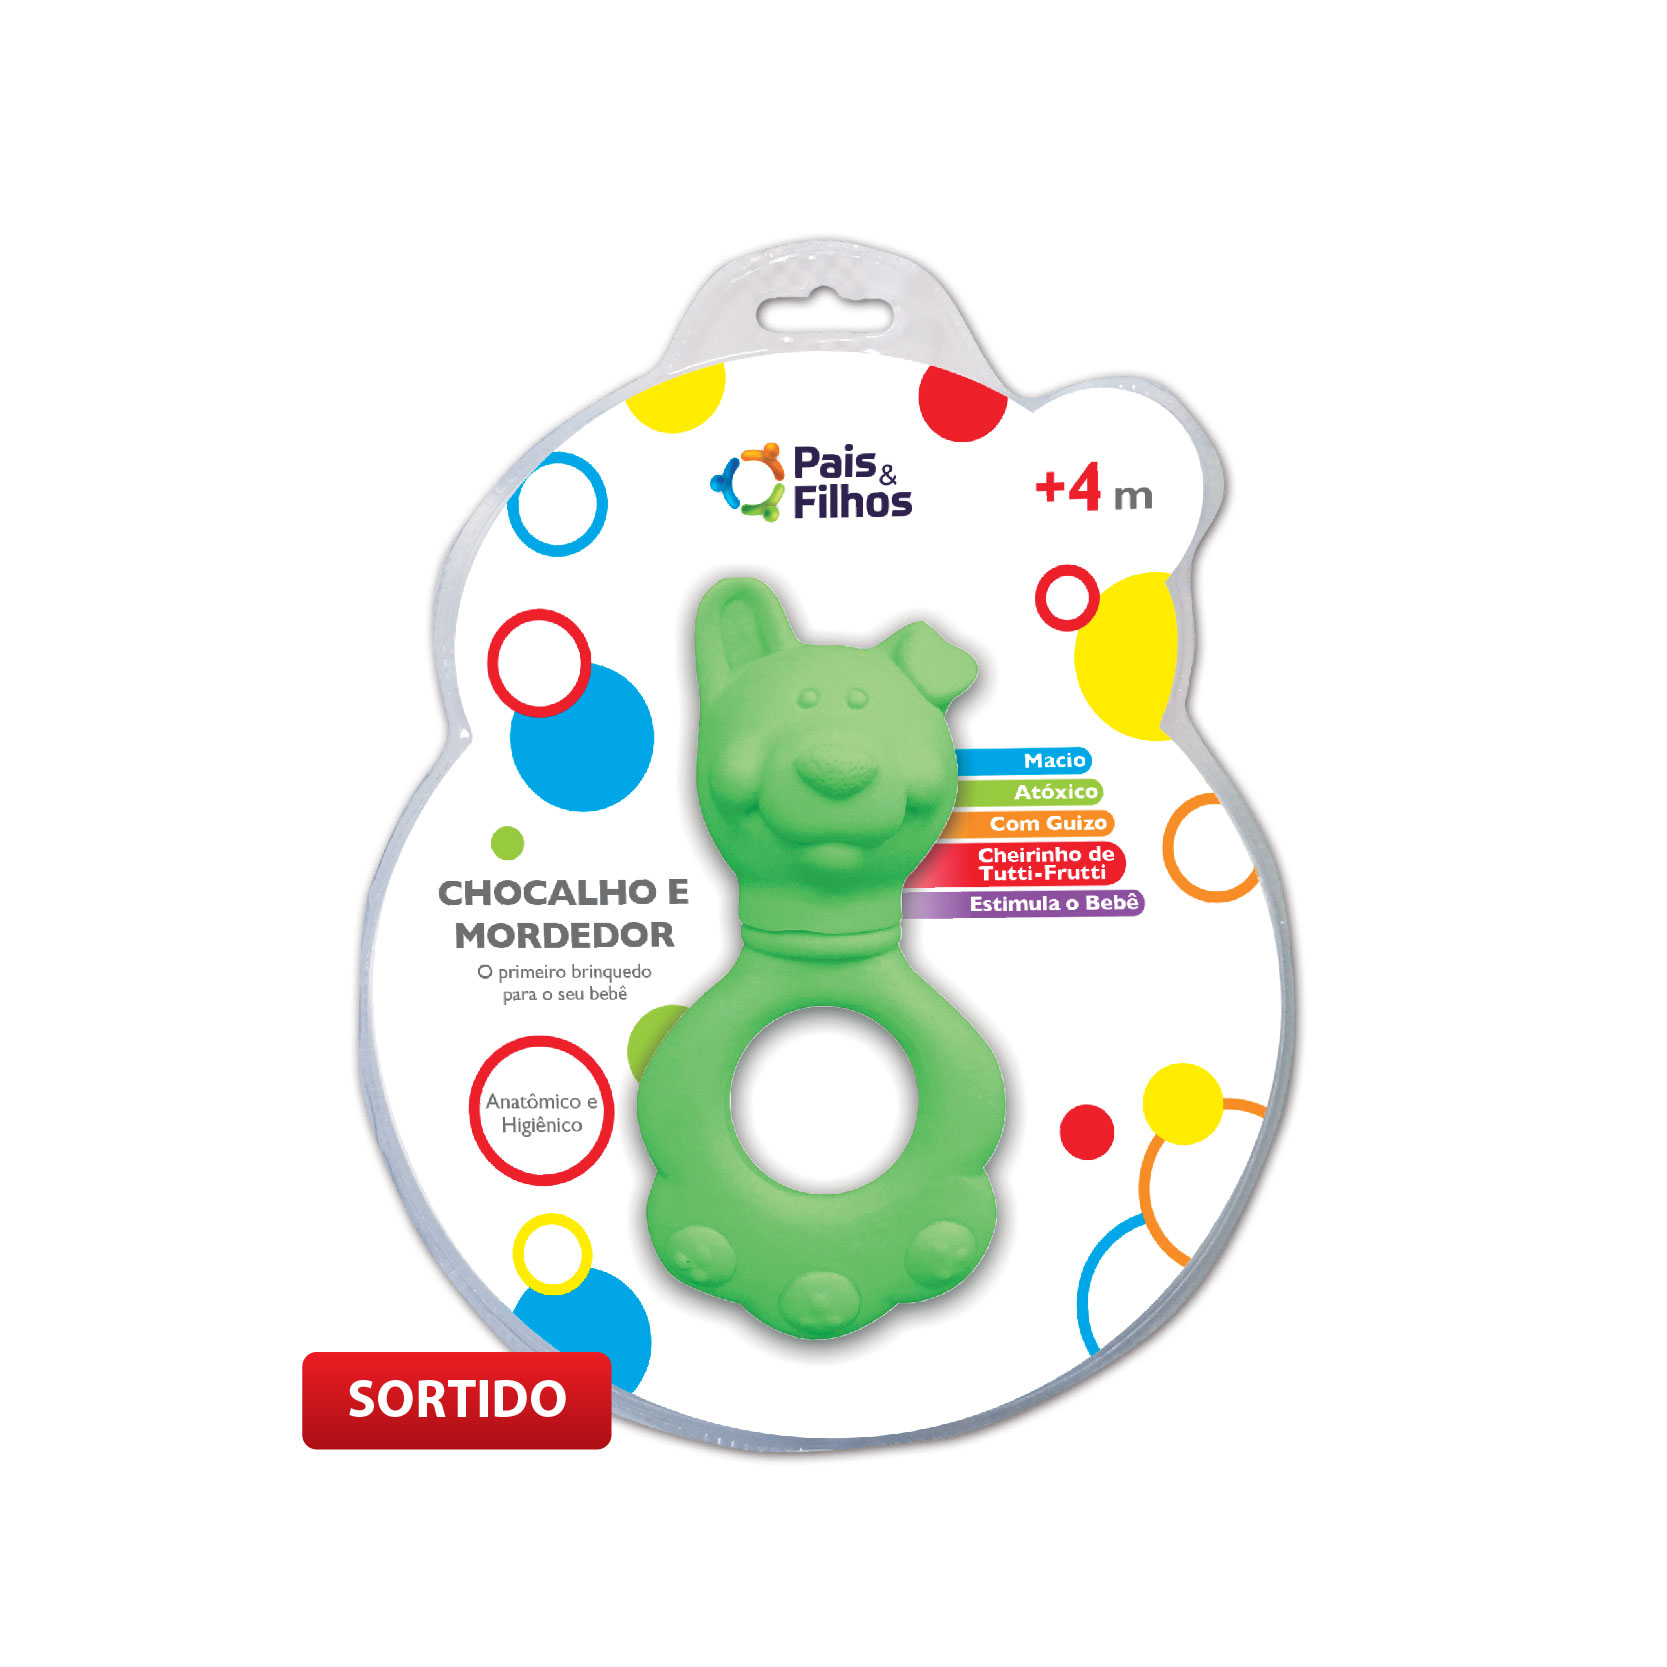 Pais &
Filhos
+4 m
Macio
Atóxico
Com Guizo
Cheirinho de
Tutti-Frutti
Estimula o Bebê
CHOCALHO E
MORDEDOR
O primeiro brinquedo
para o seu bebê
Anatômico e
Higiênico
SORTIDO